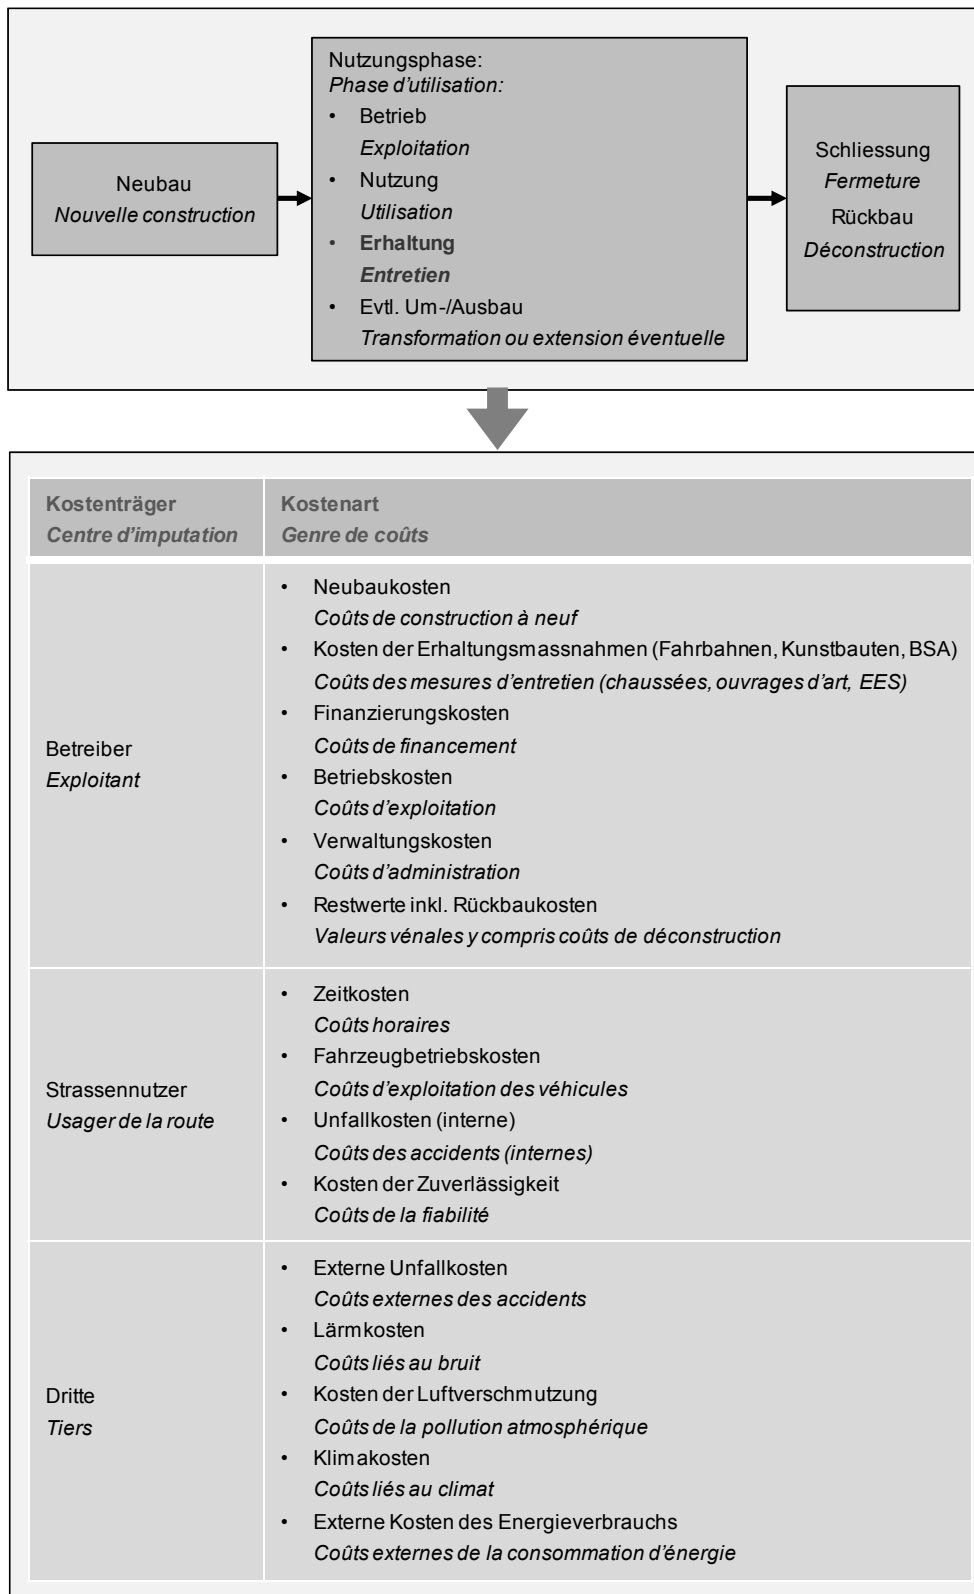 Neubau
Nouvelle construction
Nutzungsphase:
Phase d’utilisation:
• Betrieb
Exploitation
• Nutzung
Utilisation
• Erhaltung
Entretien
• Evtl. Um-/Ausbau
Transformation ou extension éventuelle
Schliessung
Fermeture
Rückbau
Déconstruction
Kostenträger
Centre d’imputation
Kostenart
Genre de coûts
Betreiber
Exploitant
• Neubaukosten
Coûts de construction à neuf
• Kosten der Erhaltungsmassnahmen (Fahrbahnen, Kunstbauten, BSA)
Coûts des mesures d’entretien (chaussées, ouvrages d’art, EES)
• Finanzierungskosten
Coûts de financement
• Betriebskosten
Coûts d’exploitation
• Verwaltungskosten
Coûts d’administration
• Restwerte inkl. Rückbaukosten
Valeurs vénales y compris coûts de déconstruction
Strassennutzer
Usager de la route
• Zeitkosten
Coûts horaires
• Fahrzeugbetriebskosten
Coûts d’exploitation des véhicules
• Unfallkosten (interne)
Coûts des accidents (internes)
• Kosten der Zuverlässigkeit
Coûts de la fiabilité
Dritte
Tiers
• Externe Unfallkosten
Coûts externes des accidents
• Lärmkosten
Coûts liés au bruit
• Kosten der Luftverschmutzung
Coûts de la pollution atmosphérique
• Klimakosten
Coûts liés au climat
• Externe Kosten des Energieverbrauchs
Coûts externes de la consommation d’énergie